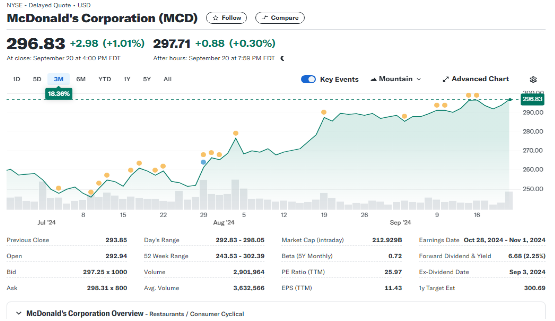 NYSE - Delayed Quote • USD
McDonald's Corporation (MCD) Follow Compare
296.83 +2.98 (+1.01%) 297.71 +0.88 (+0.30%)
At close: September 20 at 4:00 PM EDT After hours: September 20 at 7:59 PM EDT
1D 5D 3M 6M YTD 1Y 5Y All Key Events Mountain Advanced Chart
18.36%
300.00
296.83
290.00
280.00
270.00
260.00
250.00
Jul '24 8 15 22 29 5 12 19 26 9 16
Aug '24 Sep '24
Previous Close 293.85 Day's Range 292.83 - 298.05 Market Cap (intraday) 212.929B Earnings Date Oct 28, 2024 - Nov 1, 2024
Open 292.94 52 Week Range 243.53 - 302.39 Beta (5Y Monthly) 0.72 Forward Dividend & Yield 6.68 (2.25%)
Bid 297.25 x 1000 Volume 2,901,964 PE Ratio (TTM) 25.97 Ex-Dividend Date Sep 3, 2024
Ask 298.31 x 800 Avg. Volume 3,632,566 EPS (TTM) 11.43 1y Target Est 300.69
McDonald's Corporation Overview - Restaurants / Consumer Cyclical